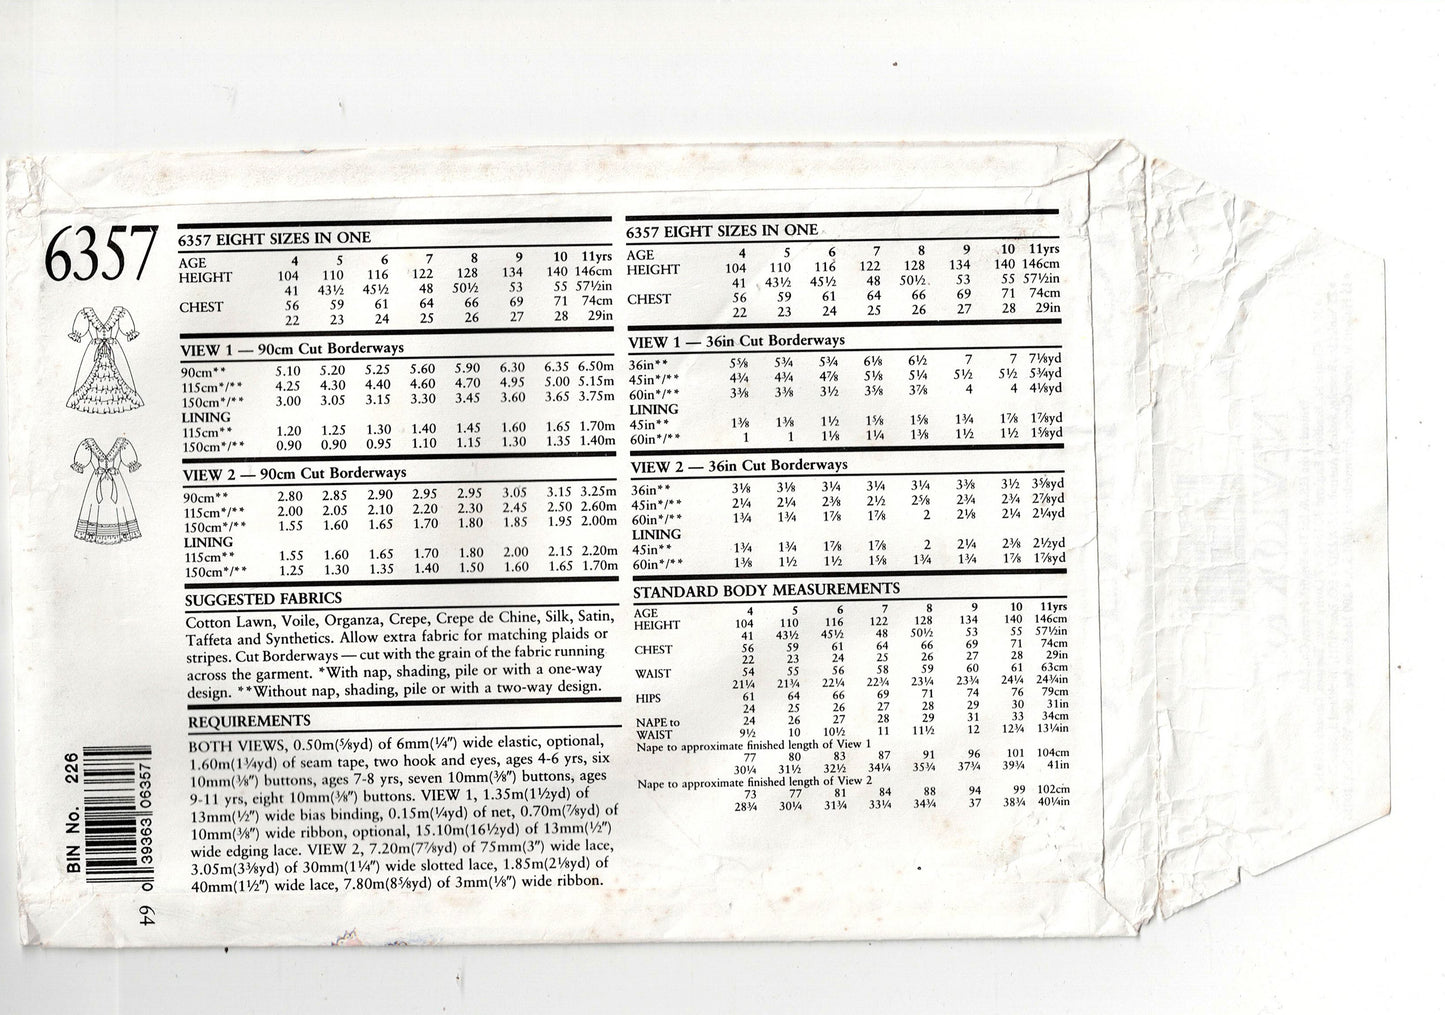 6357
6357 EIGHT SIZES IN ONE
AGE 4 5 6 7 8 9 10 11yrs
HEIGHT 104 110 116 122 128 134 140 146cm
41 43½ 45½ 48 50½ 53 55 57½in
CHEST 56 59 61 64 66 69 71 74cm
22 23 24 25 26 27 28 29in
VIEW 1 — 90cm Cut Borderways
90cm** 5.10 5.20 5.25 5.60 5.90 6.30 6.35 6.50m
115cm*/** 4.25 4.30 4.40 4.60 4.70 4.95 5.00 5.15m
150cm*/** 3.00 3.05 3.15 3.30 3.45 3.60 3.65 3.75m
LINING
115cm** 1.20 1.25 1.30 1.40 1.45 1.60 1.65 1.70m
150cm*/** 0.90 0.90 0.95 1.10 1.15 1.30 1.35 1.40m
VIEW 2 — 90cm Cut Borderways
90cm** 2.80 2.85 2.90 2.95 2.95 3.05 3.15 3.25m
115cm*/** 2.00 2.05 2.10 2.20 2.30 2.45 2.50 2.60m
150cm*/** 1.55 1.60 1.65 1.70 1.80 1.85 1.95 2.00m
LINING
115cm** 1.55 1.60 1.65 1.70 1.80 2.00 2.15 2.20m
150cm*/** 1.25 1.30 1.35 1.40 1.50 1.60 1.65 1.70m
SUGGESTED FABRICS
Cotton Lawn, Voile, Organza, Crepe, Crepe de Chine, Silk, Satin,
Taffeta and Synthetics. Allow extra fabric for matching plaids or
stripes. Cut Borderways — cut with the grain of the fabric running
across the garment. *With nap, shading, pile or with a one-way
design. **Without nap, shading, pile or with a two-way design.
REQUIREMENTS
BOTH VIEWS, 0.50m(⅝yd) of 6mm(¼″) wide elastic, optional,
1.60m(1¾yd) of seam tape, two hook and eyes, ages 4-6 yrs, six
10mm(⅜″) buttons, ages 7-8 yrs, seven 10mm(⅜″) buttons, ages
9-11 yrs, eight 10mm(⅜″) buttons. VIEW 1, 1.35m(1½yd) of
13mm(½″) wide bias binding, 0.15m(¼yd) of net, 0.70m(⅞yd) of
10mm(⅜″) wide ribbon, optional, 15.10m(16½yd) of 13mm(½″)
wide edging lace. VIEW 2, 7.20m(7⅞yd) of 75mm(3″) wide lace,
3.05m(3⅜yd) of 30mm(1¼″) wide slotted lace, 1.85m(2⅛yd) of
40mm(1½″) wide lace, 7.80m(8⅝yd) of 3mm(⅛″) wide ribbon.
6357 EIGHT SIZES IN ONE
AGE 4 5 6 7 8 9 10 11yrs
HEIGHT 104 110 116 122 128 134 140 146cm
41 43½ 45½ 48 50½ 53 55 57½in
CHEST 56 59 61 64 66 69 71 74cm
22 23 24 25 26 27 28 29in
VIEW 1 — 36in Cut Borderways
36in** 5⅝ 5¾ 5¾ 6⅛ 6½ 7 7 7⅛yd
45in*/** 4¾ 4¾ 4⅞ 5⅛ 5¼ 5½ 5½ 5¾yd
60in*/** 3⅜ 3⅜ 3½ 3⅝ 3⅞ 4 4 4⅛yd
LINING
45in** 1⅜ 1⅜ 1½ 1⅝ 1⅝ 1¾ 1⅞ 1⅞yd
60in*/** 1 1 1⅛ 1¼ 1⅜ 1½ 1½ 1⅝yd
VIEW 2 — 36in Cut Borderways
36in** 3⅛ 3⅛ 3¼ 3¼ 3¼ 3⅜ 3½ 3⅝yd
45in*/** 2¼ 2¼ 2⅜ 2½ 2⅝ 2¾ 2¾ 2⅞yd
60in*/** 1¾ 1¾ 1⅞ 1⅞ 2 2⅛ 2¼ 2¼yd
LINING
45in** 1¾ 1¾ 1⅞ 1⅞ 2 2¼ 2⅜ 2½yd
60in*/** 1⅜ 1½ 1½ 1⅝ 1¾ 1¾ 1⅞ 1⅞yd
STANDARD BODY MEASUREMENTS
AGE 4 5 6 7 8 9 10 11yrs
HEIGHT 104 110 116 122 128 134 140 146cm
41 43½ 45½ 48 50½ 53 55 57½in
CHEST 56 59 61 64 66 69 71 74cm
22 23 24 25 26 27 28 29in
WAIST 54 55 56 58 59 60 61 63cm
21¼ 21¾ 22¼ 22¾ 23¼ 23¾ 24¼ 24¾in
HIPS 61 64 66 69 71 74 76 79cm
24 25 26 27 28 29 30 31in
NAPE to 24 26 27 28 29 31 33 34cm
WAIST 9½ 10 10½ 11 11½ 12 12¾ 13¼in
Nape to approximate finished length of View 1
77 80 83 87 91 96 101 104cm
30¼ 31½ 32½ 34¼ 35¾ 37¾ 39¾ 41in
Nape to approximate finished length of View 2
73 77 81 84 88 94 99 102cm
28¾ 30¼ 31¾ 33¼ 34¾ 37 38¾ 40¼in
BIN No. 226
0 39363 06357
64